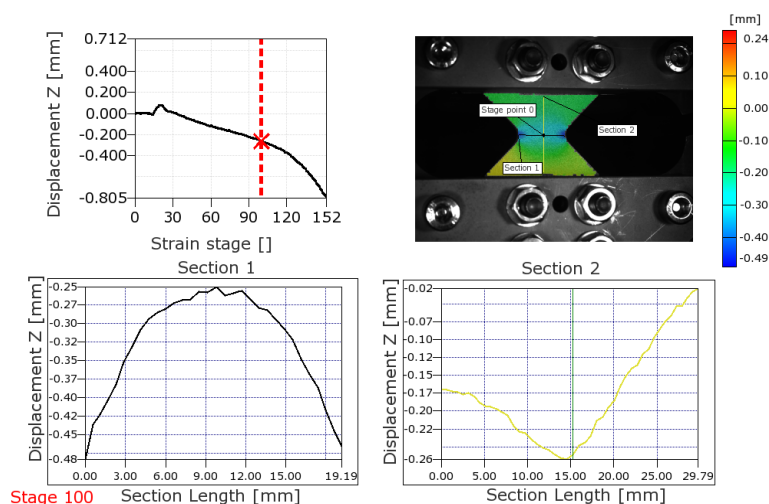 [mm]
0.712
0.400
0.200
0.000
-0.200
-0.400
-0.805
Displacement Z [mm]
0 30 60 90 120 152
Strain stage []
Stage point 0
Section 2
Section 1
0.24
0.10
0.00
-0.10
-0.20
-0.30
-0.40
-0.49
Section 1
-0.25
-0.30
-0.32
-0.35
-0.37
-0.42
-0.45
-0.48
Displacement Z [mm]
0.00 3.00 6.00 9.00 12.00 15.00 19.19
Section Length [mm]
Stage 100
Section 2
-0.02
-0.07
-0.10
-0.12
-0.15
-0.17
-0.20
-0.22
-0.26
Displacement Z [mm]
0.00 5.00 10.00 15.00 20.00 25.00 29.79
Section Length [mm]